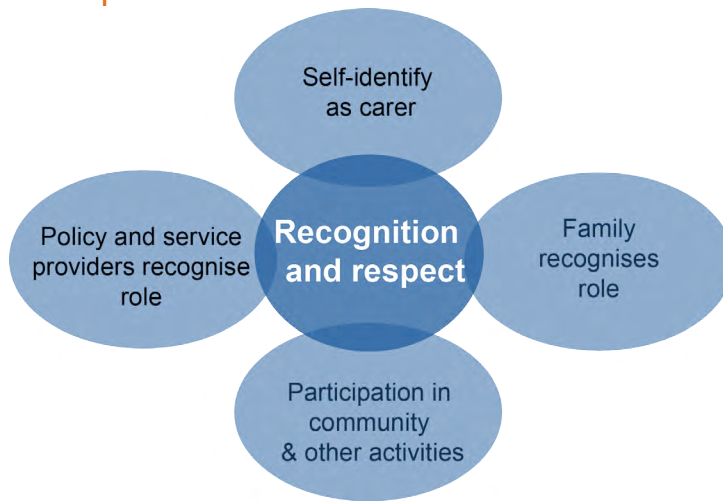 Self-identify
as carer
Policy and service
providers recognise
role
Recognition
and respect
Family
recognises
role
Participation in
community
& other activities